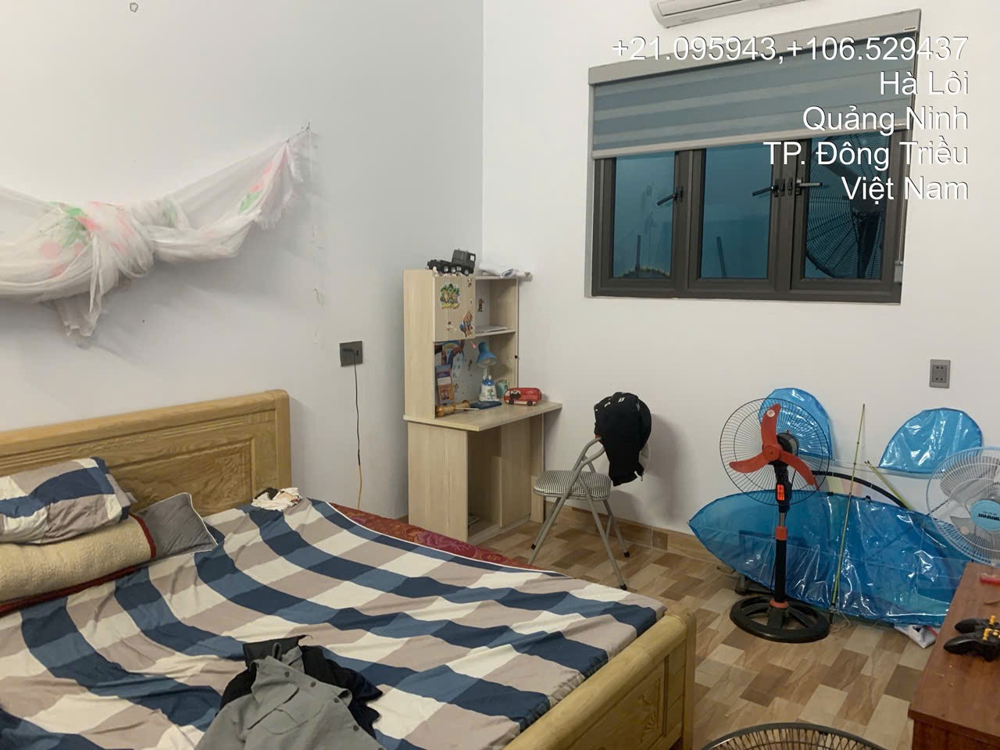 +21.095943,+106.529437
Hà Lôi
Quảng Ninh
TP. Đông Triều
Việt Nam